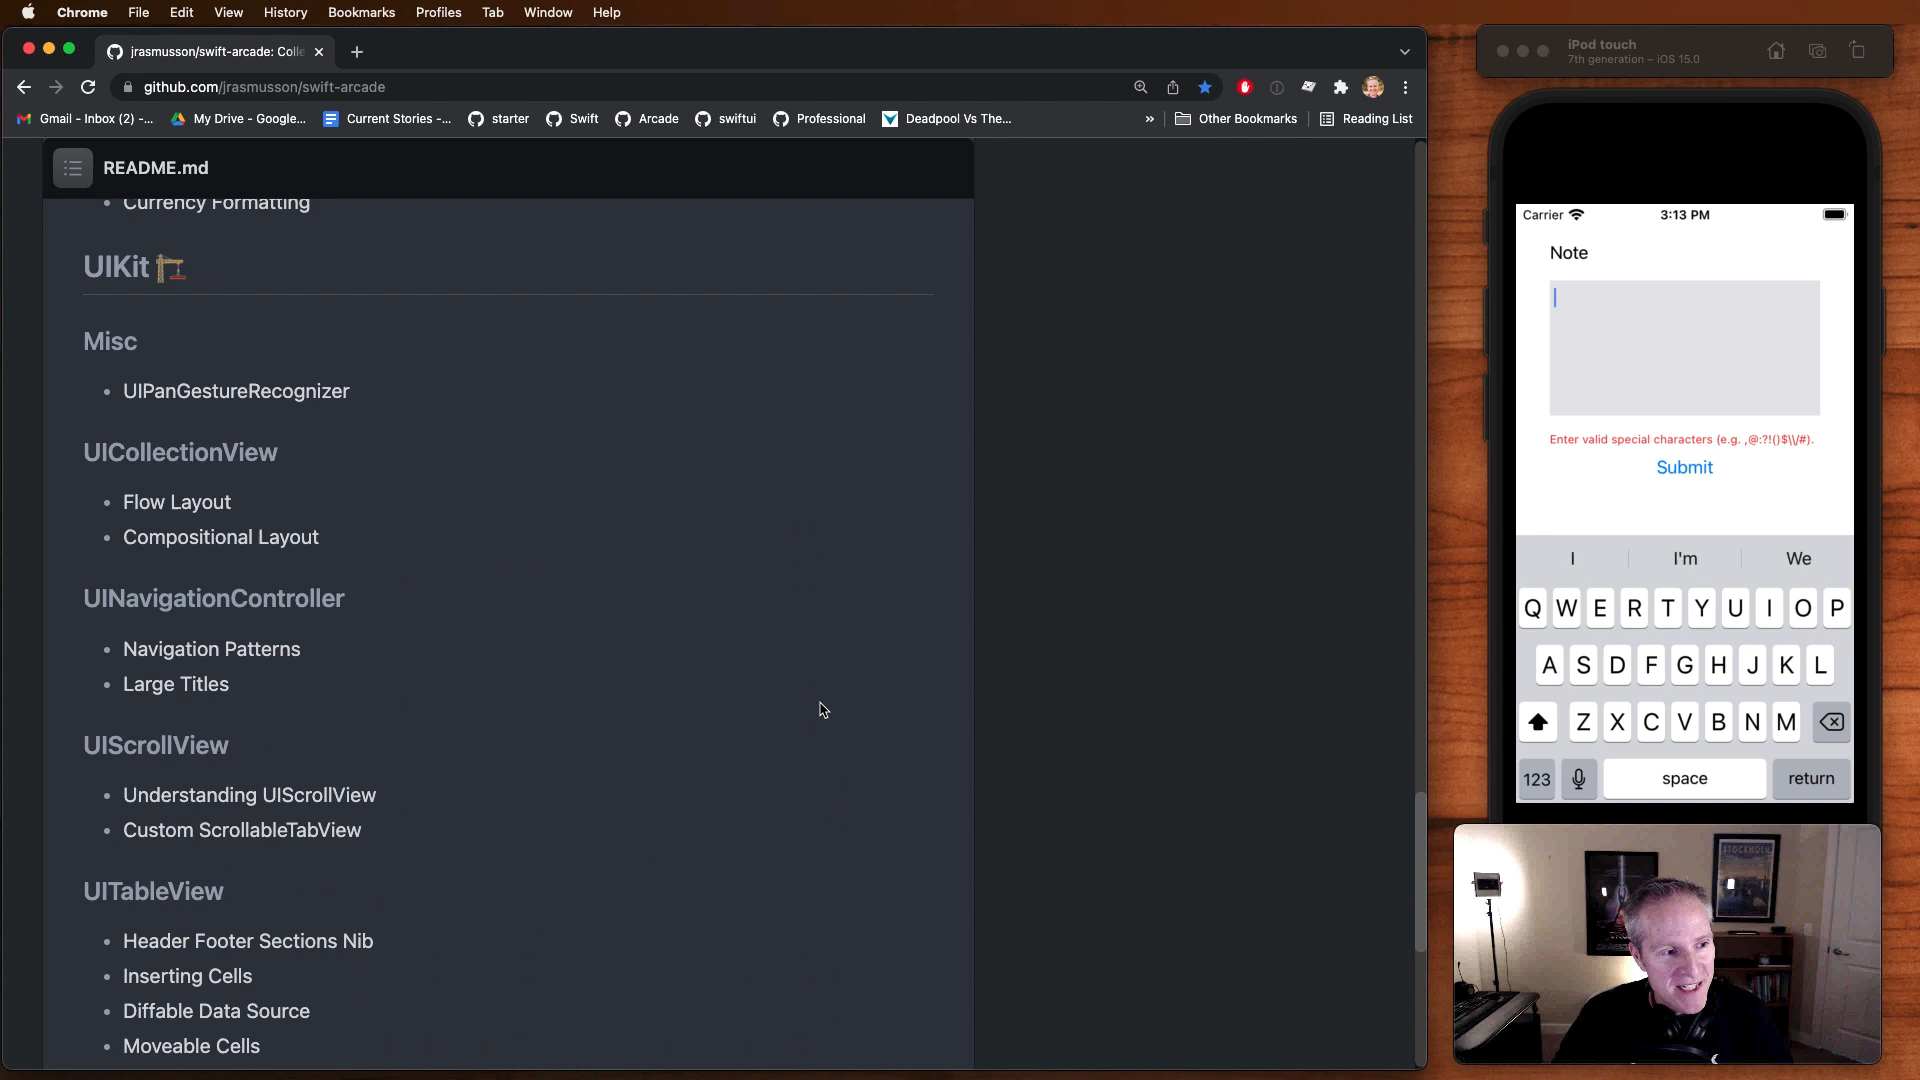 Chrome File Edit View History Bookmarks Profiles Tab Window Help
jrasmusson/swift-arcade: Colle
github.com/jrasmusson/swift-arcade
Gmail - Inbox (2) -... My Drive - Google... Current Stories -... starter Swift Arcade swiftui Professional Deadpool Vs The... » Other Bookmarks Reading List
README.md
Currency Formatting
UIKit
Misc
UIPanGestureRecognizer
UICollectionView
Flow Layout
Compositional Layout
UINavigationController
Navigation Patterns
Large Titles
UIScrollView
Understanding UIScrollView
Custom ScrollableTabView
UITableView
Header Footer Sections Nib
Inserting Cells
Diffable Data Source
Moveable Cells
iPod touch
7th generation – iOS 15.0
Carrier 3:13 PM
Note
Enter valid special characters (e.g. ,@:?!()$\\/#).
Submit
I I'm We
Q W E R T Y U I O P
A S D F G H J K L
Z X C V B N M
123 space return
STOCKHOLM